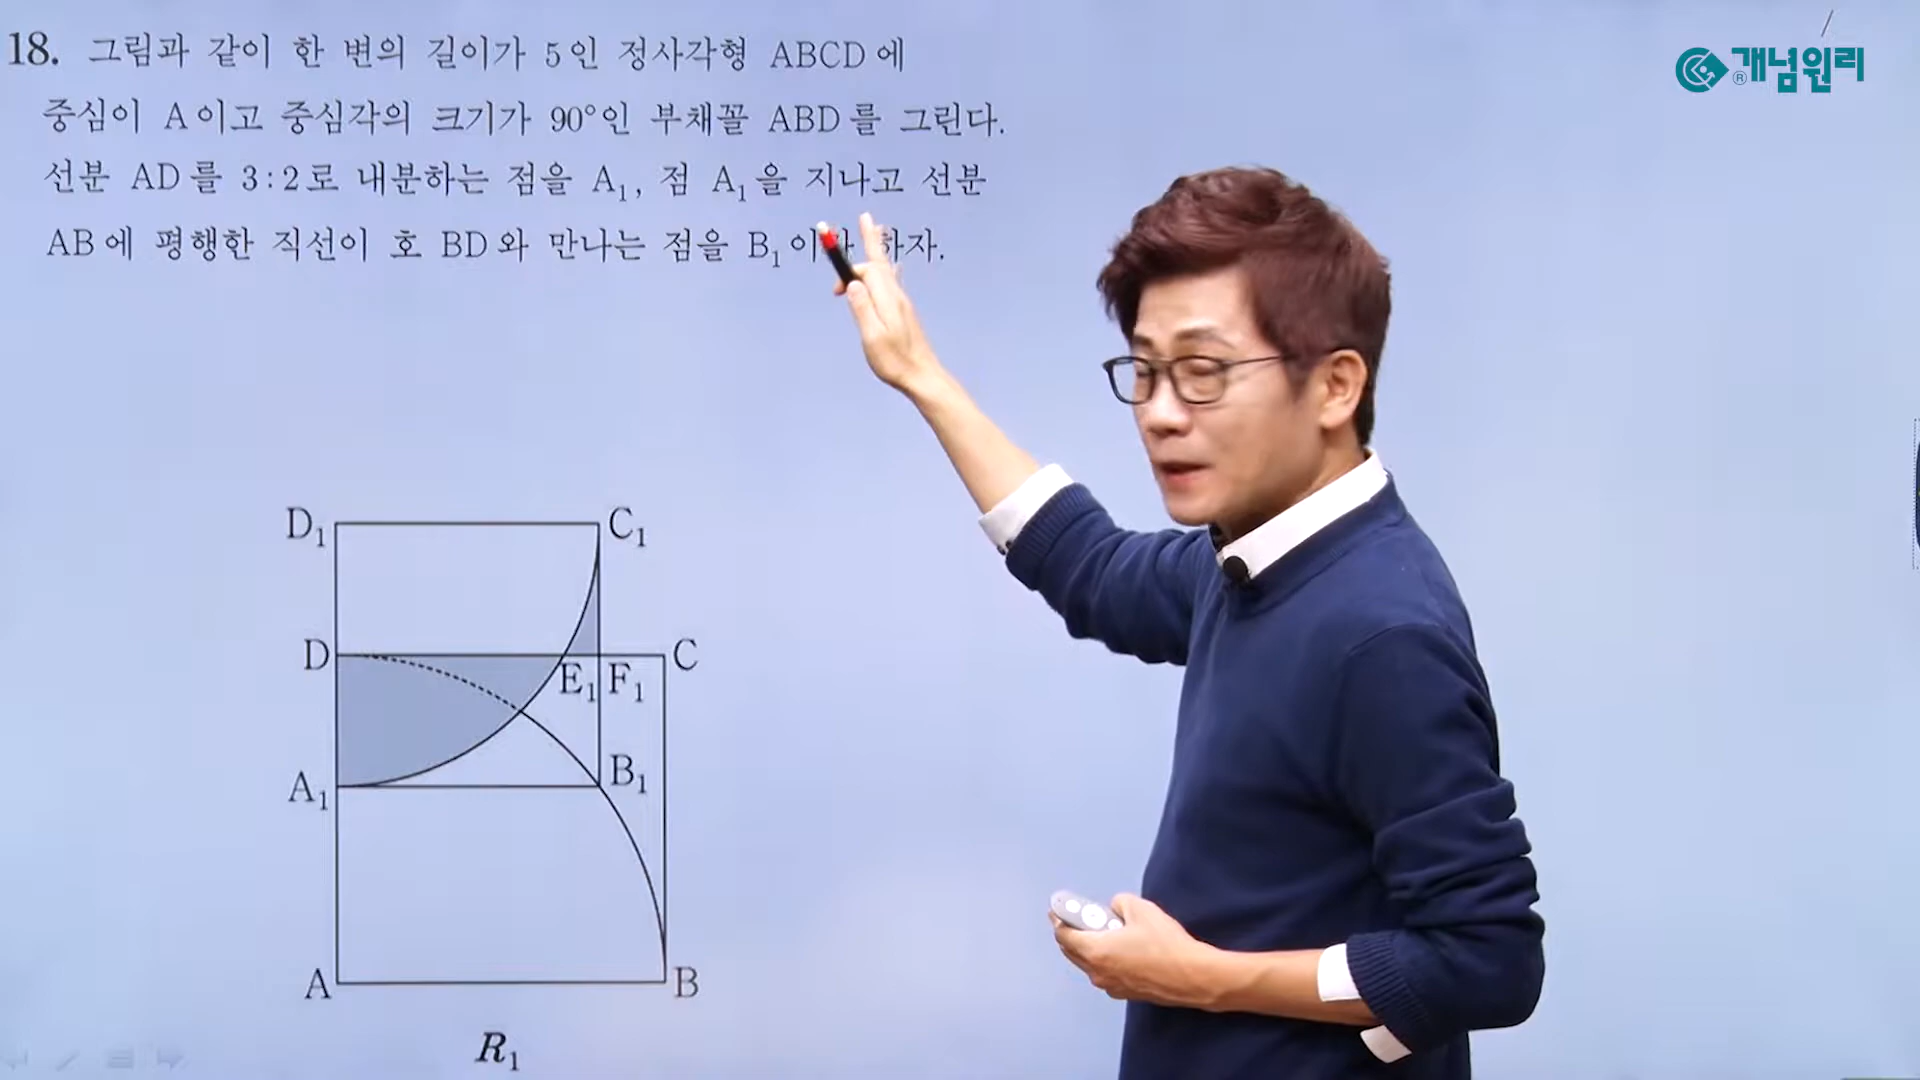 18. 그림과 같이 한 변의 길이가 5인 정사각형 ABCD에
중심이 A이고 중심각의 크기가 90°인 부채꼴 ABD를 그린다.
선분 AD를 3:2로 내분하는 점을 A₁, 점 A₁을 지나고 선분
AB에 평행한 직선이 호 BD와 만나는 점을 B₁이 하자.
개념원리®
D₁ C₁
D C
E₁ F₁
A₁ B₁
A B
R₁